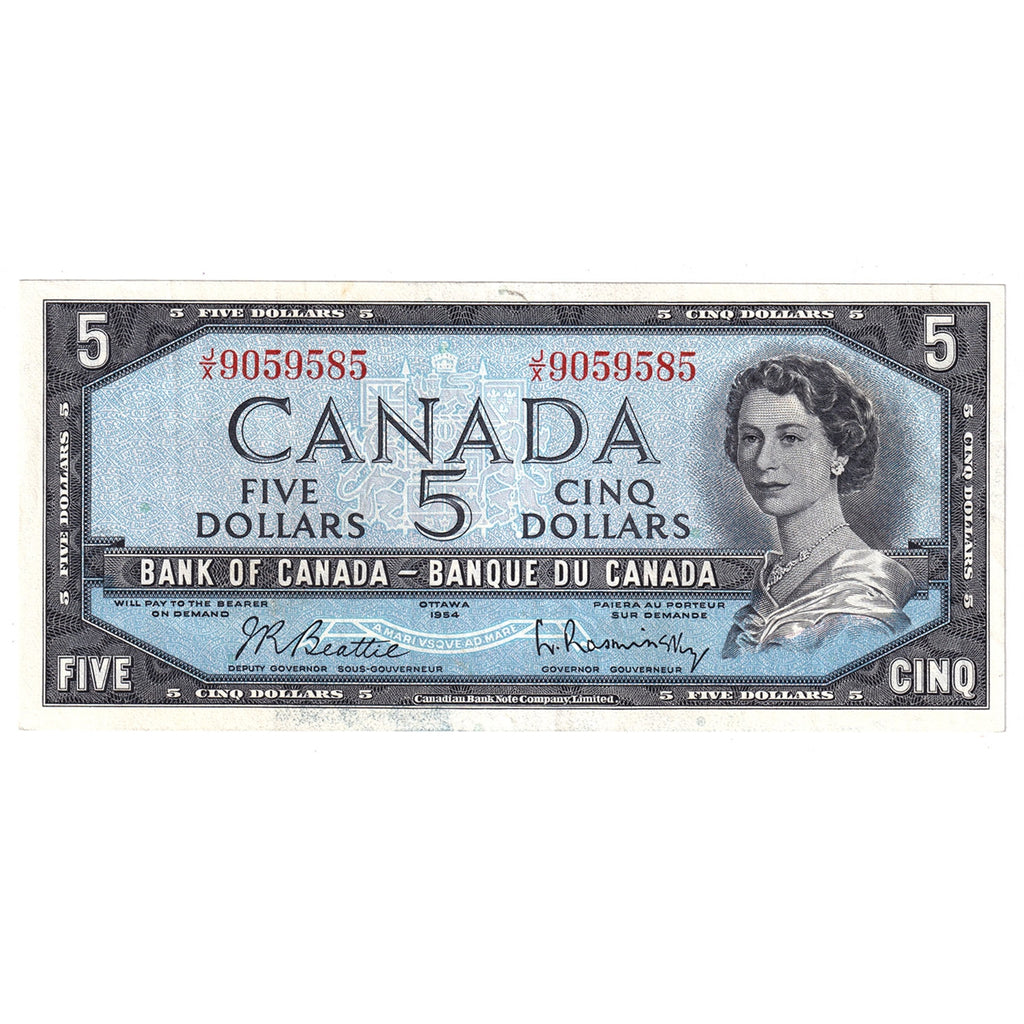 5 FIVE DOLLARS 5
5 CINQ DOLLARS 5
5
5
J/X 9059585
J/X 9059585
CANADA
FIVE DOLLARS
5
CINQ DOLLARS
5 FIVE DOLLARS 5
5 CINQ DOLLARS 5
BANK OF CANADA – BANQUE DU CANADA
WILL PAY TO THE BEARER
ON DEMAND
OTTAWA
1954
PAIERA AU PORTEUR
SUR DEMANDE
A MARI VSQVE AD MARE
J R Beattie
L. Rasminsky
DEPUTY GOVERNOR SOUS-GOUVERNEUR
GOVERNOR GOUVERNEUR
FIVE
CINQ
5 CINQ DOLLARS 5
Canadian Bank Note Company, Limited
5 FIVE DOLLARS 5